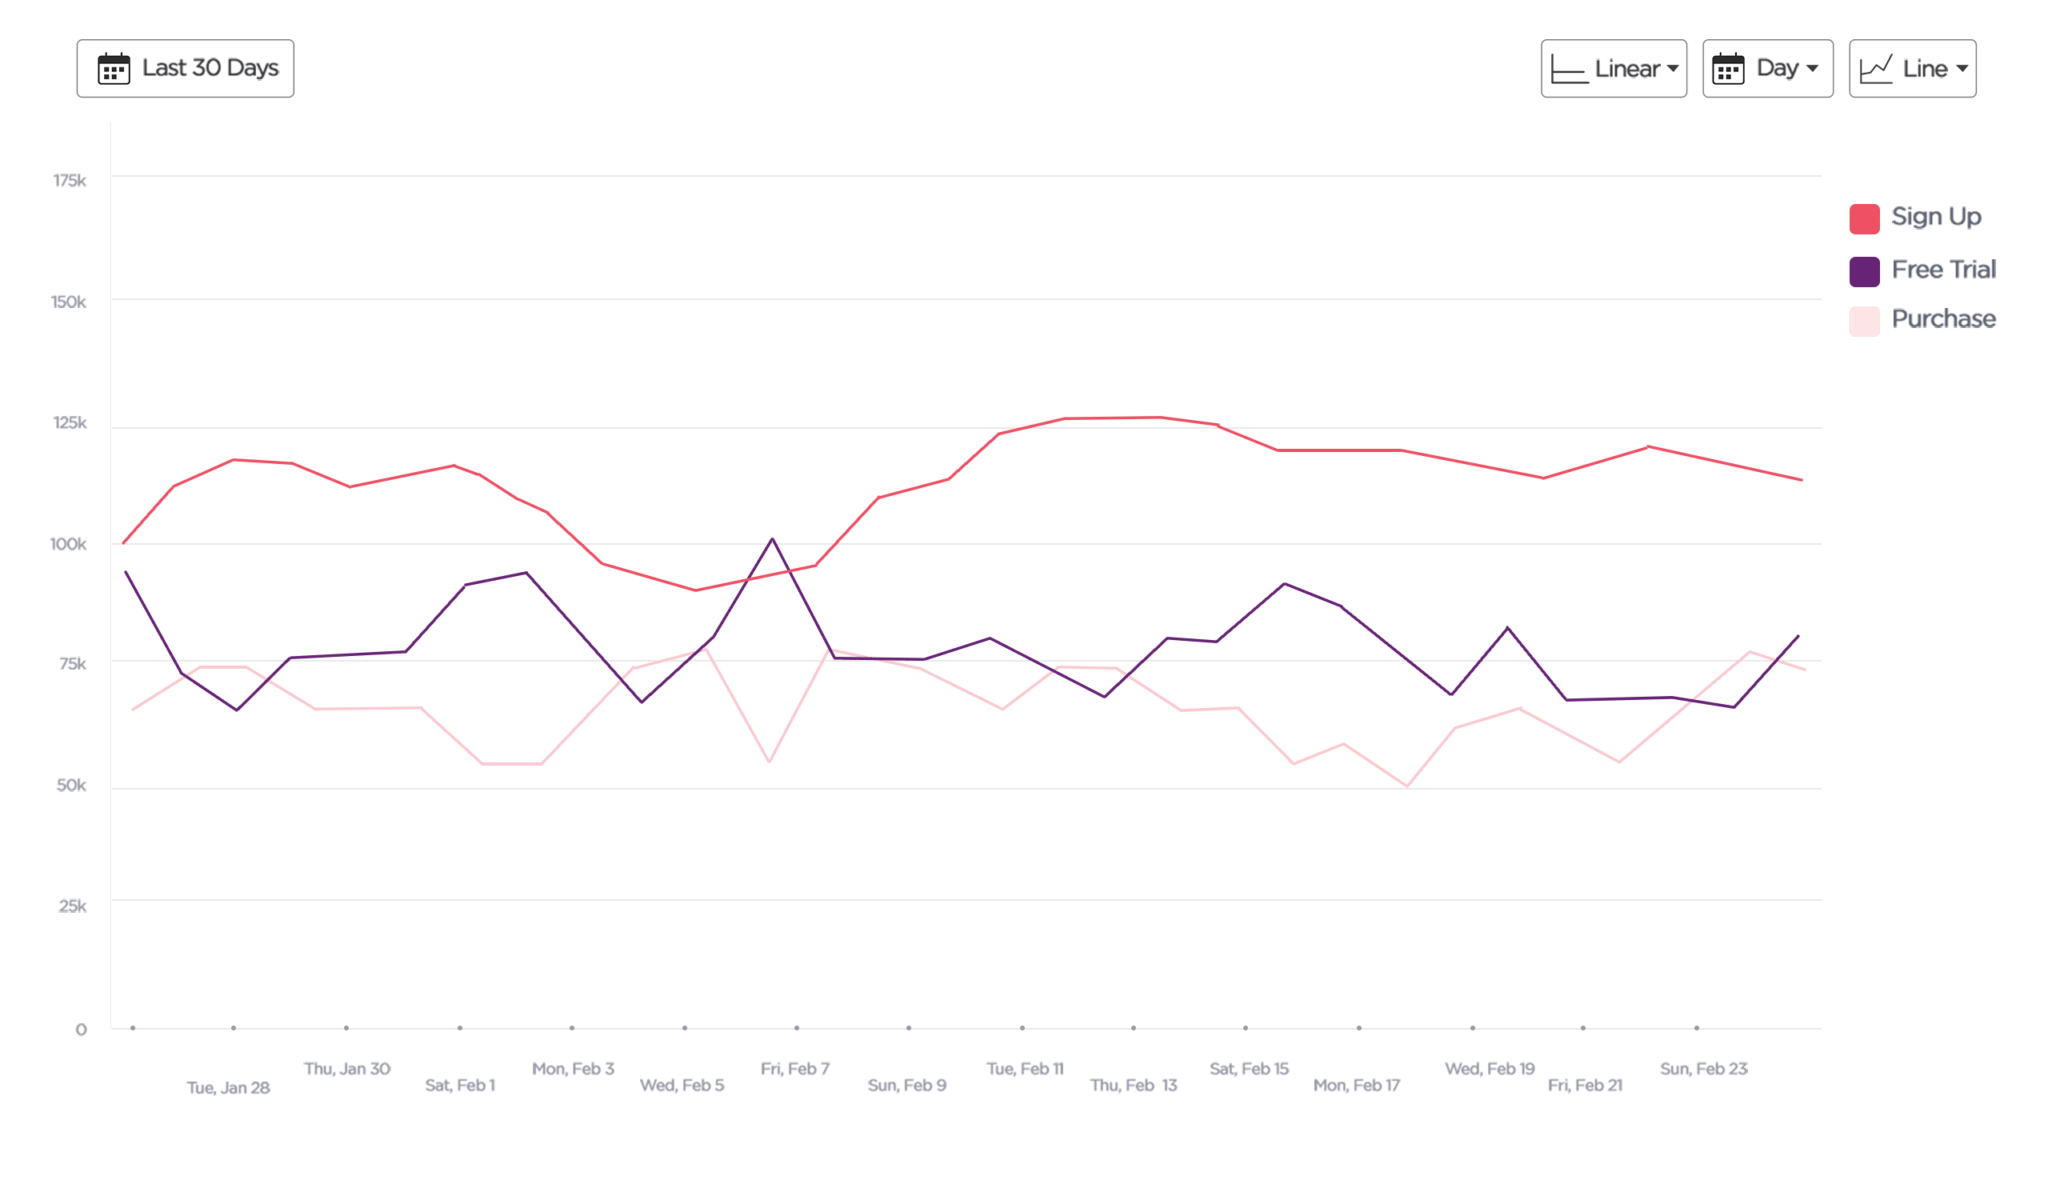 Last 30 Days
Linear
Day
Line
175k
150k
125k
100k
75k
50k
25k
0
Sign Up
Free Trial
Purchase
Tue, Jan 28
Thu, Jan 30
Sat, Feb 1
Mon, Feb 3
Wed, Feb 5
Fri, Feb 7
Sun, Feb 9
Tue, Feb 11
Thu, Feb 13
Sat, Feb 15
Mon, Feb 17
Wed, Feb 19
Fri, Feb 21
Sun, Feb 23